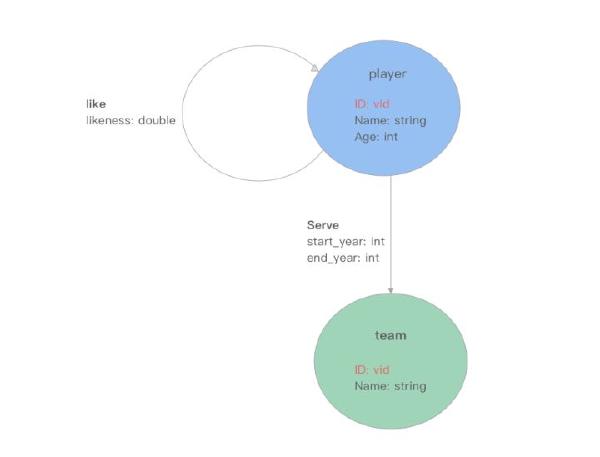 player
ID: vid
Name: string
Age: int
like
likeness: double
Serve
start_year: int
end_year: int
team
ID: vid
Name: string